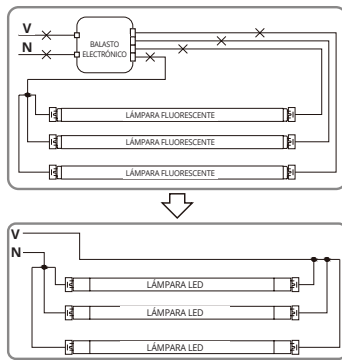 V
N
BALASTO
ELECTRÓNICO
LÁMPARA FLUORESCENTE
LÁMPARA FLUORESCENTE
LÁMPARA FLUORESCENTE
V
N
LÁMPARA LED
LÁMPARA LED
LÁMPARA LED